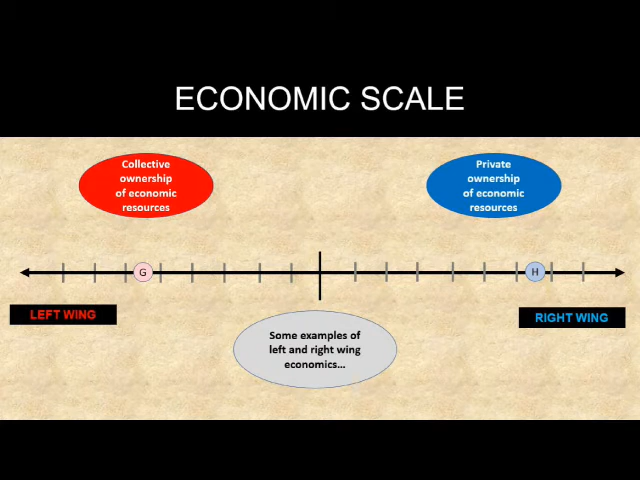 ECONOMIC SCALE
Collective
ownership
of economic
resources
Private
ownership
of economic
resources
G
H
LEFT WING
RIGHT WING
Some examples of
left and right wing
economics...